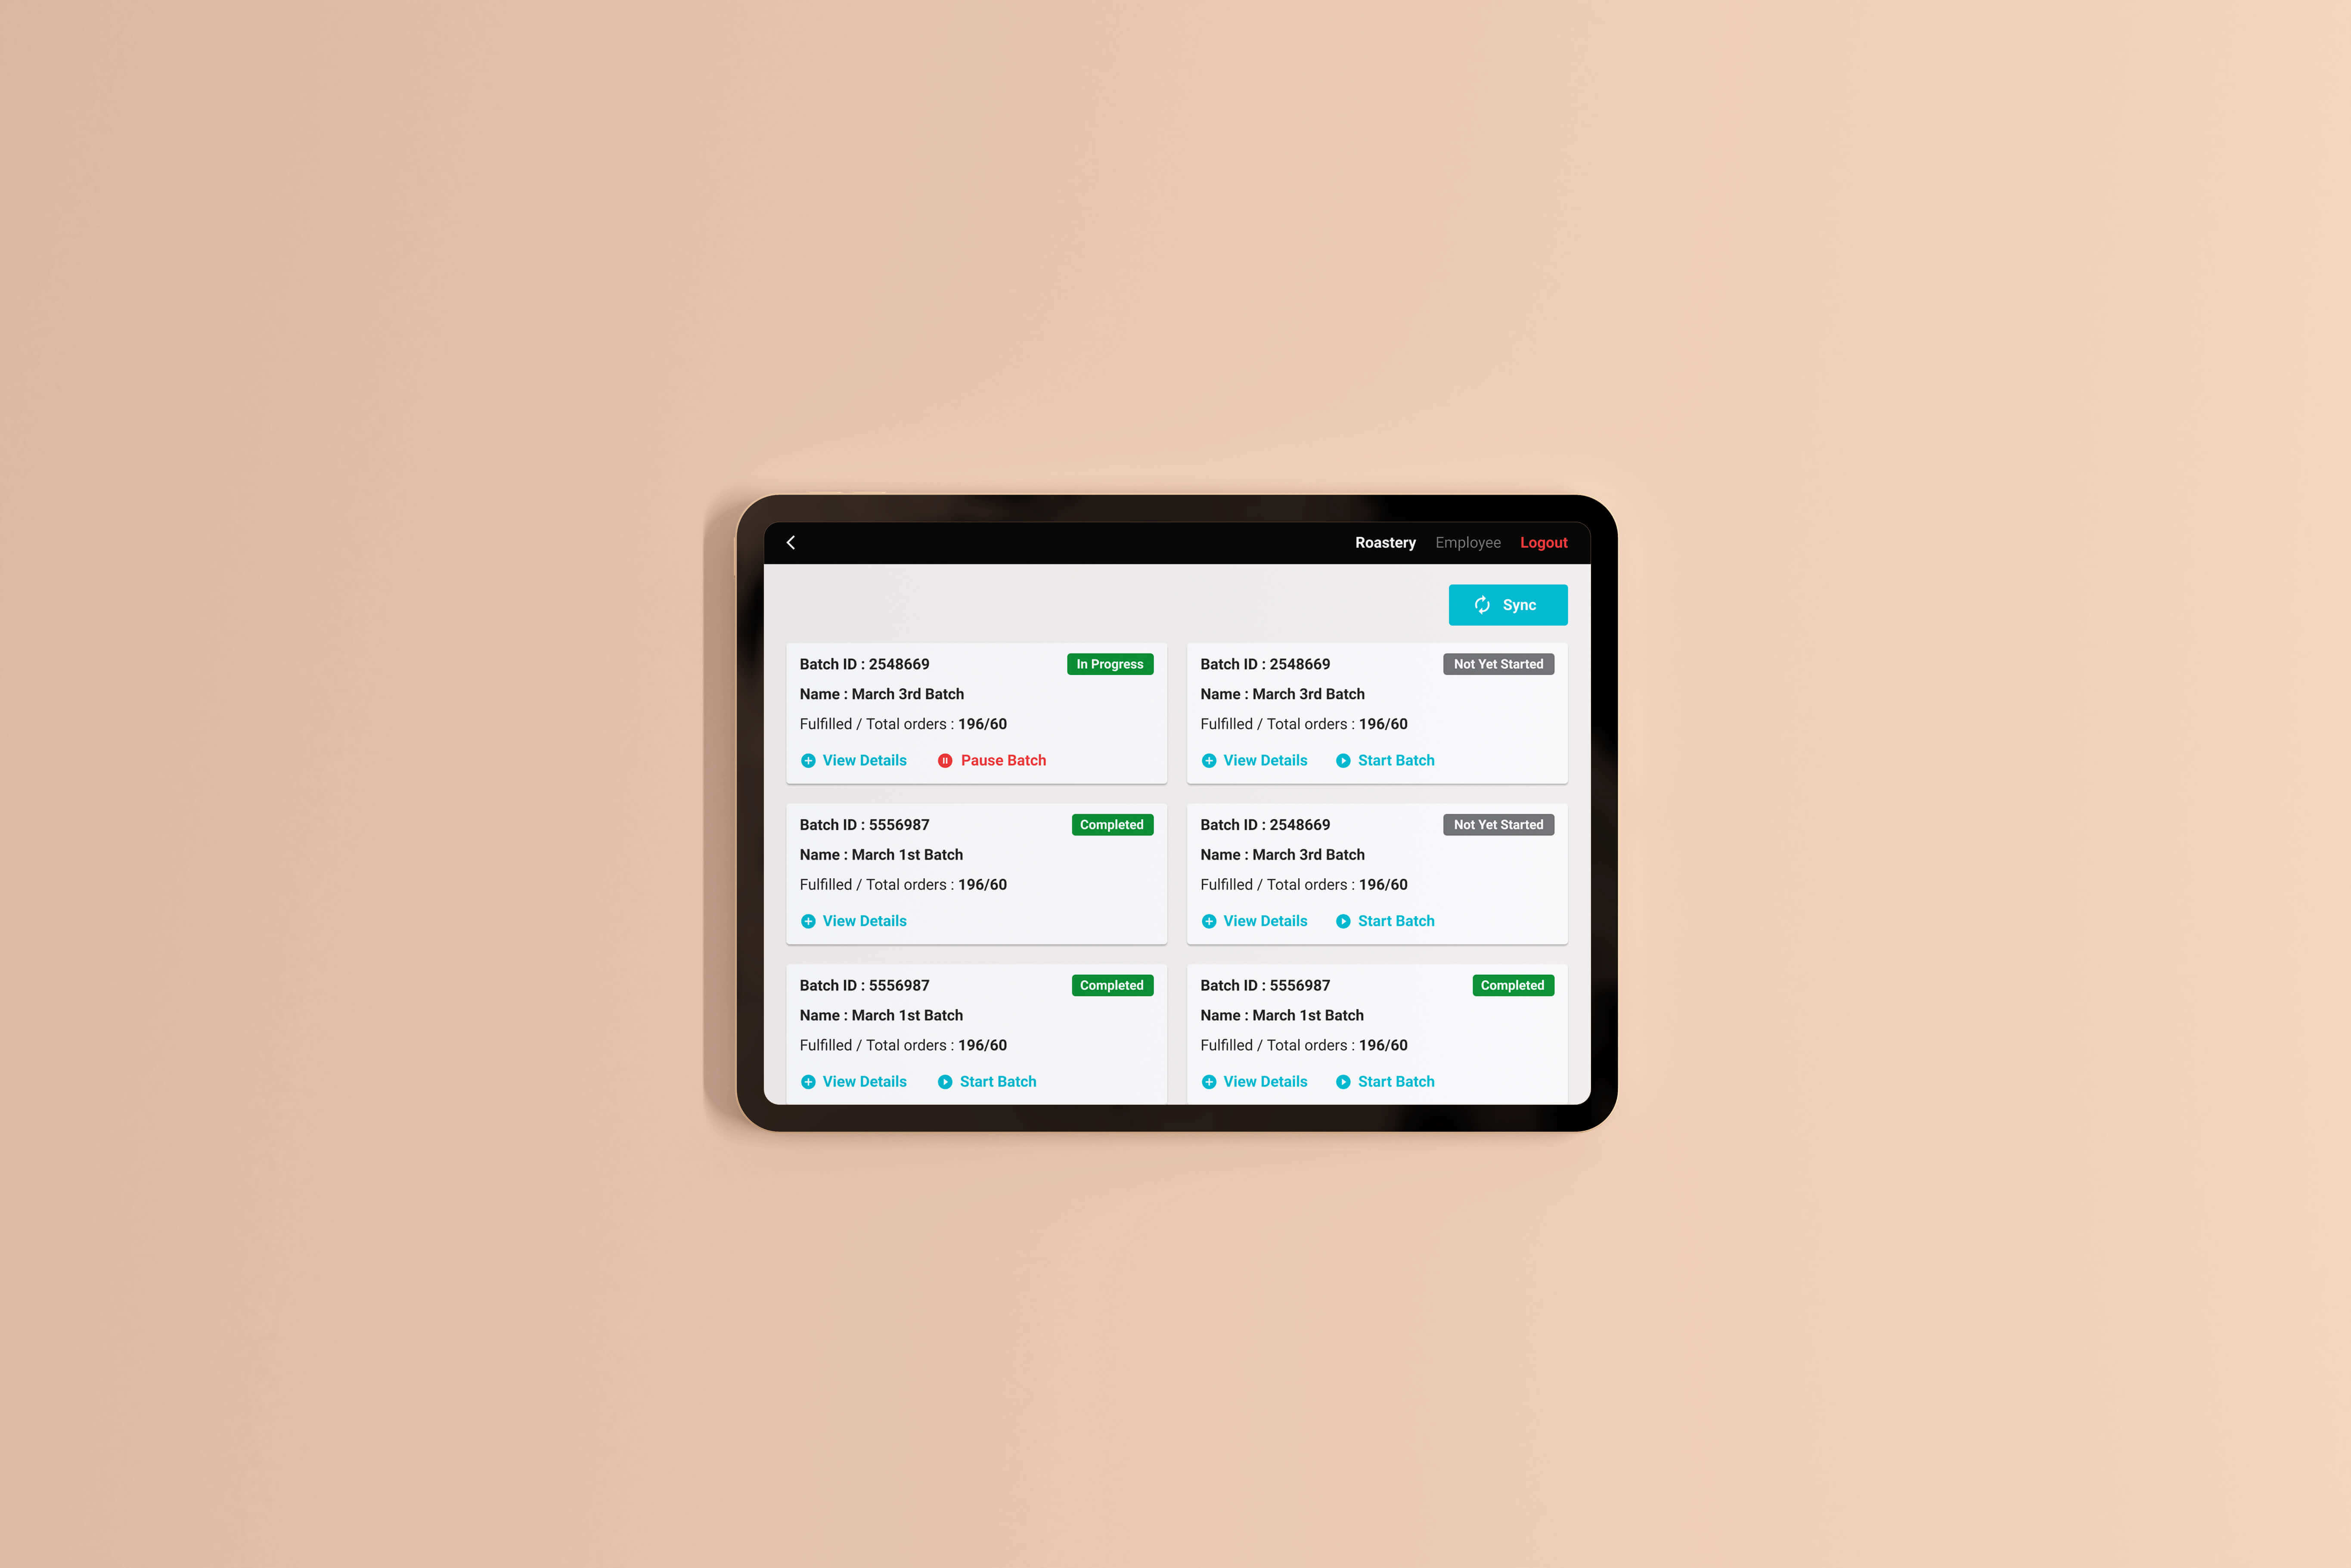 Roastery Employee Logout
Sync
Batch ID : 2548669 In Progress
Name : March 3rd Batch
Fulfilled / Total orders : 196/60
View Details Pause Batch
Batch ID : 2548669 Not Yet Started
Name : March 3rd Batch
Fulfilled / Total orders : 196/60
View Details Start Batch
Batch ID : 5556987 Completed
Name : March 1st Batch
Fulfilled / Total orders : 196/60
View Details
Batch ID : 2548669 Not Yet Started
Name : March 3rd Batch
Fulfilled / Total orders : 196/60
View Details Start Batch
Batch ID : 5556987 Completed
Name : March 1st Batch
Fulfilled / Total orders : 196/60
View Details Start Batch
Batch ID : 5556987 Completed
Name : March 1st Batch
Fulfilled / Total orders : 196/60
View Details Start Batch